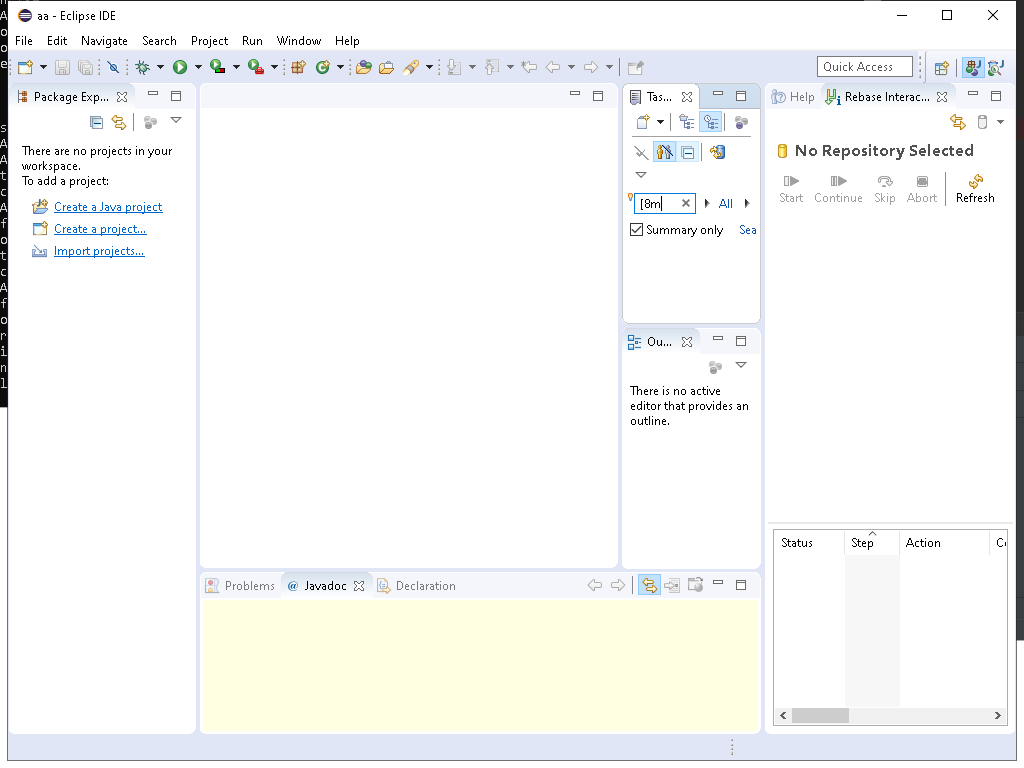 aa - Eclipse IDE
File Edit Navigate Search Project Run Window Help
Quick Access
Package Exp...
There are no projects in your
workspace.
To add a project:
Create a Java project
Create a project...
Import projects...
Tas...
[8m
All
Summary only
Sea
Ou...
There is no active
editor that provides an
outline.
Help
Rebase Interac...
No Repository Selected
Start Continue Skip Abort Refresh
Status Step Action
Problems
@ Javadoc
Declaration